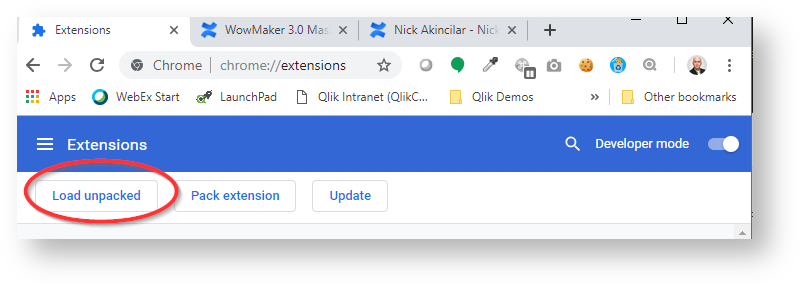 Extensions
WowMaker 3.0 Mas
Nick Akincilar - Nick
Chrome | chrome://extensions
Apps
WebEx Start
LaunchPad
Qlik Intranet (QlikC...
Qlik Demos
»
Other bookmarks
Extensions
Developer mode
Load unpacked
Pack extension
Update